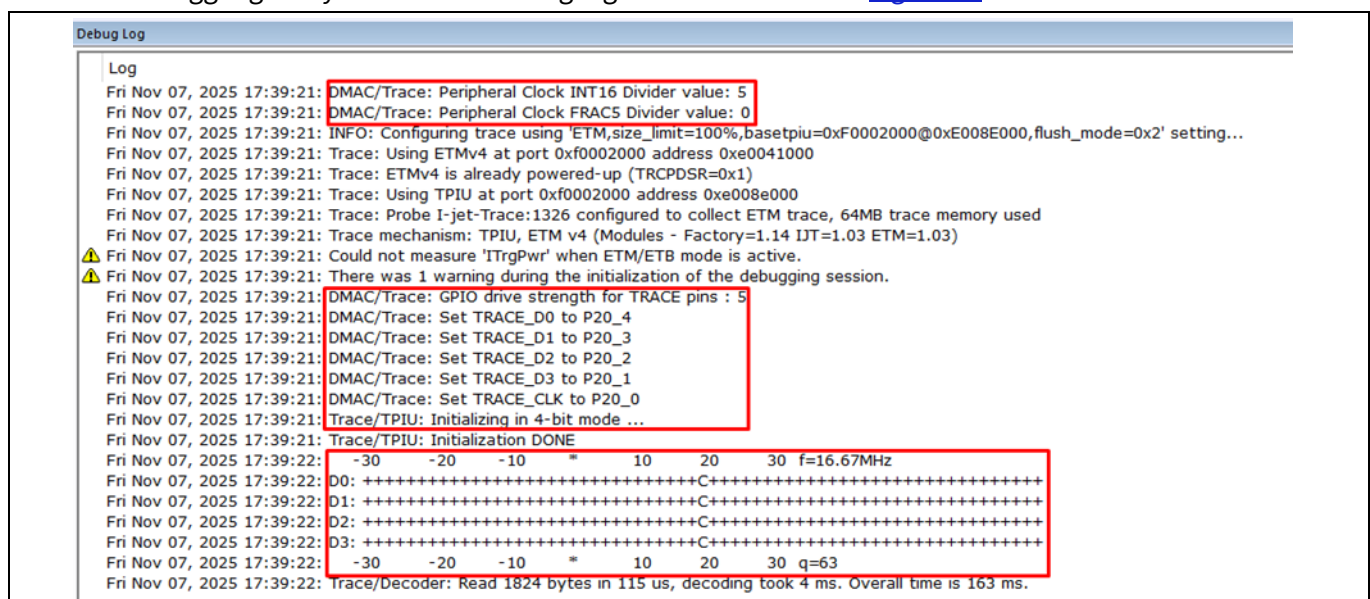 Debug Log
Log
Fri Nov 07, 2025 17:39:21: DMAC/Trace: Peripheral Clock INT16 Divider value: 5
Fri Nov 07, 2025 17:39:21: DMAC/Trace: Peripheral Clock FRAC5 Divider value: 0
Fri Nov 07, 2025 17:39:21: INFO: Configuring trace using 'ETM,size_limit=100%,basetpiu=0xF0002000@0xE008E000,flush_mode=0x2' setting...
Fri Nov 07, 2025 17:39:21: Trace: Using ETMv4 at port 0xf0002000 address 0xe0041000
Fri Nov 07, 2025 17:39:21: Trace: ETMv4 is already powered-up (TRCPDSR=0x1)
Fri Nov 07, 2025 17:39:21: Trace: Using TPIU at port 0xf0002000 address 0xe008e000
Fri Nov 07, 2025 17:39:21: Trace: Probe I-jet-Trace:1326 configured to collect ETM trace, 64MB trace memory used
Fri Nov 07, 2025 17:39:21: Trace mechanism: TPIU, ETM v4 (Modules - Factory=1.14 IJT=1.03 ETM=1.03)
Fri Nov 07, 2025 17:39:21: Could not measure 'ITrgPwr' when ETM/ETB mode is active.
Fri Nov 07, 2025 17:39:21: There was 1 warning during the initialization of the debugging session.
Fri Nov 07, 2025 17:39:21: DMAC/Trace: GPIO drive strength for TRACE pins : 5
Fri Nov 07, 2025 17:39:21: DMAC/Trace: Set TRACE_D0 to P20_4
Fri Nov 07, 2025 17:39:21: DMAC/Trace: Set TRACE_D1 to P20_3
Fri Nov 07, 2025 17:39:21: DMAC/Trace: Set TRACE_D2 to P20_2
Fri Nov 07, 2025 17:39:21: DMAC/Trace: Set TRACE_D3 to P20_1
Fri Nov 07, 2025 17:39:21: DMAC/Trace: Set TRACE_CLK to P20_0
Fri Nov 07, 2025 17:39:21: Trace/TPIU: Initializing in 4-bit mode ...
Fri Nov 07, 2025 17:39:21: Trace/TPIU: Initialization DONE
Fri Nov 07, 2025 17:39:22: -30 -20 -10 * 10 20 30 f=16.67MHz
Fri Nov 07, 2025 17:39:22: D0: +++++++++++++++++++++++++++++++C+++++++++++++++++++++++++++++++
Fri Nov 07, 2025 17:39:22: D1: +++++++++++++++++++++++++++++++C+++++++++++++++++++++++++++++++
Fri Nov 07, 2025 17:39:22: D2: +++++++++++++++++++++++++++++++C+++++++++++++++++++++++++++++++
Fri Nov 07, 2025 17:39:22: D3: +++++++++++++++++++++++++++++++C+++++++++++++++++++++++++++++++
Fri Nov 07, 2025 17:39:22: -30 -20 -10 * 10 20 30 q=63
Fri Nov 07, 2025 17:39:22: Trace/Decoder: Read 1824 bytes in 115 us, decoding took 4 ms. Overall time is 163 ms.